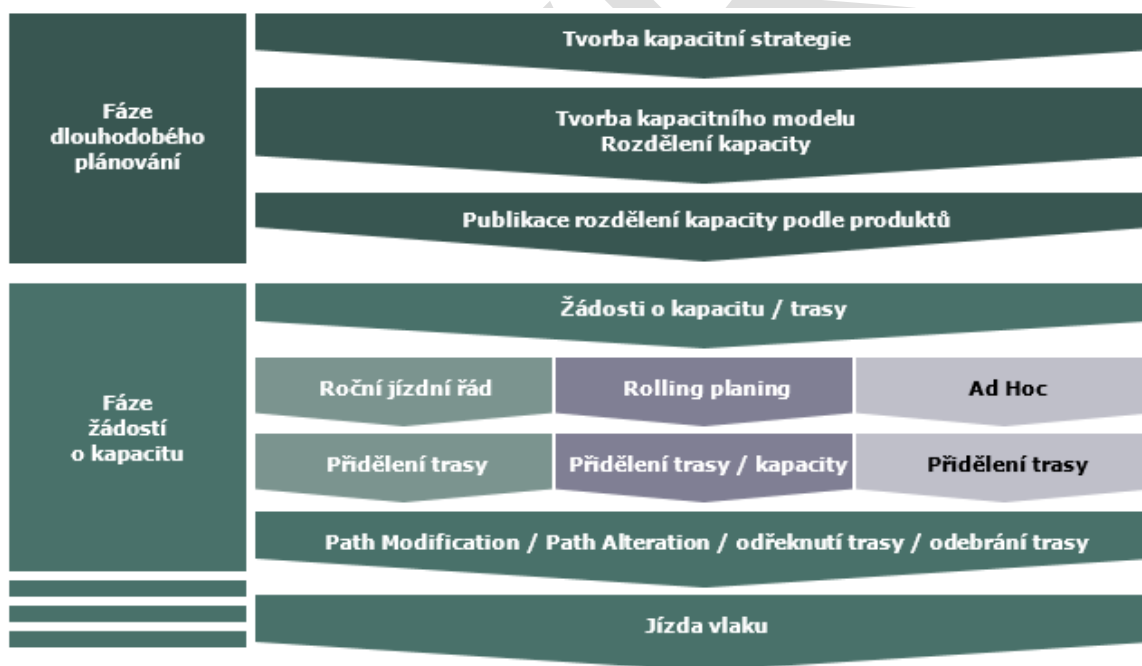 Fáze
dlouhodobého
plánování
Tvorba kapacitní strategie
Tvorba kapacitního modelu
Rozdělení kapacity
Publikace rozdělení kapacity podle produktů
Fáze
žádostí
o kapacitu
Žádosti o kapacitu / trasy
Roční jízdní řád
Rolling planing
Ad Hoc
Přidělení trasy
Přidělení trasy / kapacity
Přidělení trasy
Path Modification / Path Alteration / odřeknutí trasy / odebrání trasy
Jízda vlaku